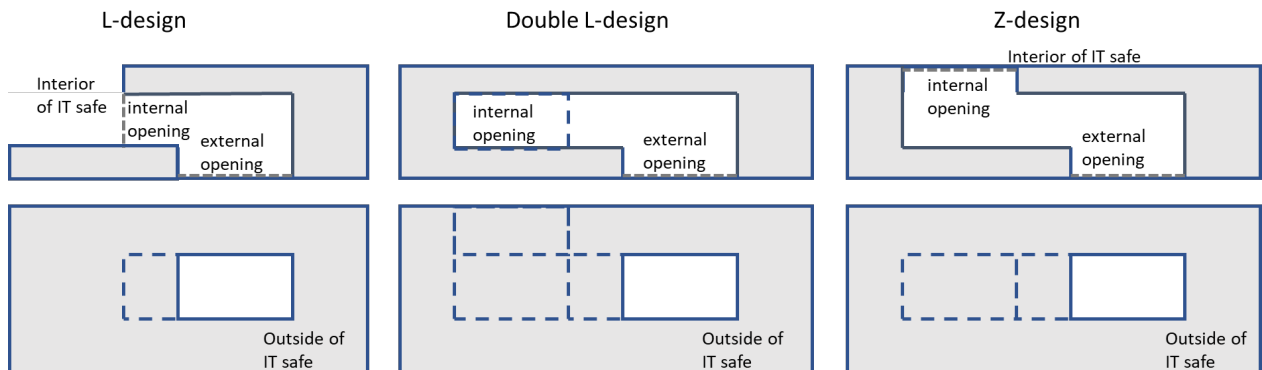 L-design
Double L-design
Z-design
Interior
of IT safe
internal
opening
external
opening
internal
opening
external
opening
Interior of IT safe
internal
opening
external
opening
Outside of
IT safe
Outside of
IT safe
Outside of
IT safe